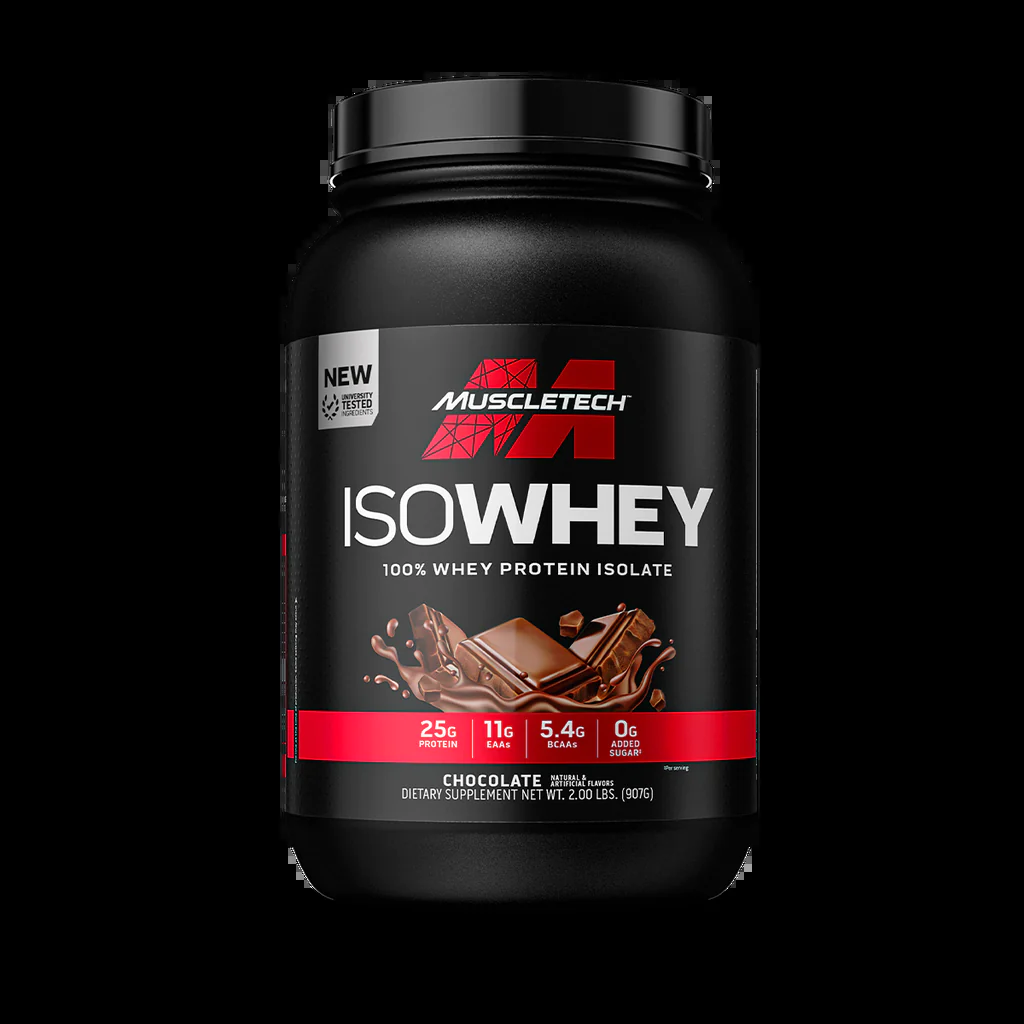 NEW
UNIVERSITY
TESTED
INGREDIENTS
MUSCLETECH™
ISOWHEY
100% WHEY PROTEIN ISOLATE
25G
PROTEIN
11G
EAAs
5.4G
BCAAs
0G
ADDED
SUGAR‡
‡Per serving
CHOCOLATE NATURAL & ARTIFICIAL FLAVORS
DIETARY SUPPLEMENT NET WT. 2.00 LBS. (907G)